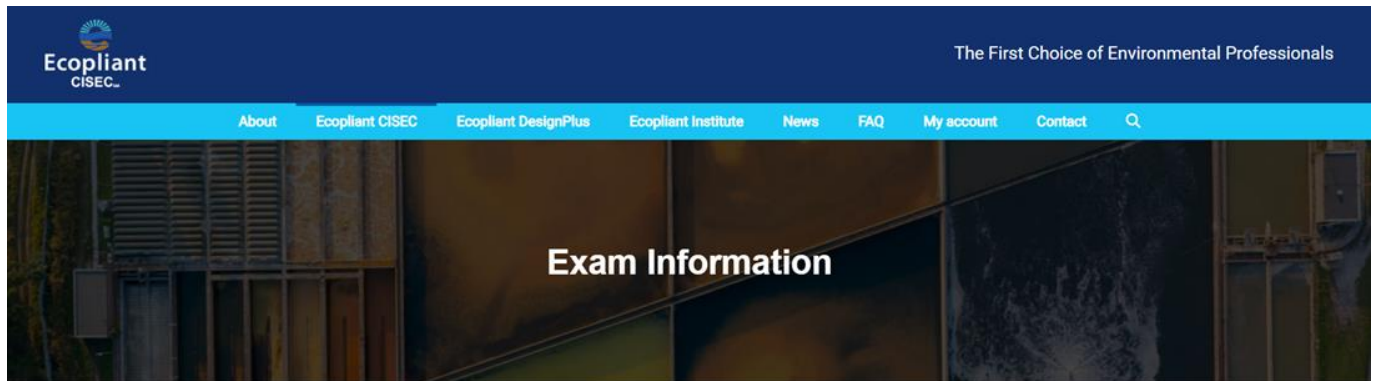 Ecopliant
CISEC
The First Choice of Environmental Professionals
About Ecopliant CISEC Ecopliant DesignPlus Ecopliant Institute News FAQ My account Contact
Exam Information